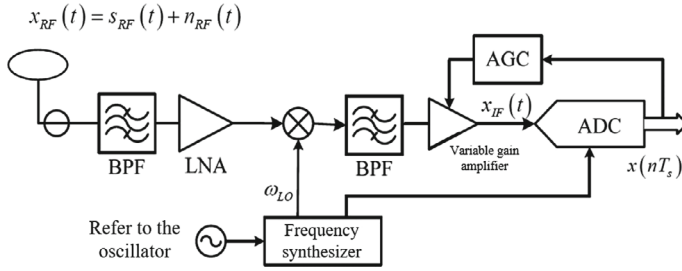 x_RF(t) = s_RF(t) + n_RF(t)
AGC
x_IF(t)
ADC
BPF
LNA
BPF
Variable gain
amplifier
x(nT_s)
ω_LO
Refer to the
oscillator
Frequency
synthesizer